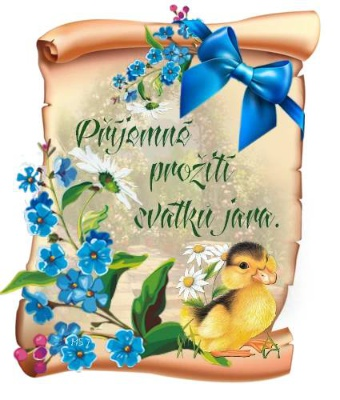 Příjemné
prožití
svátků jara.